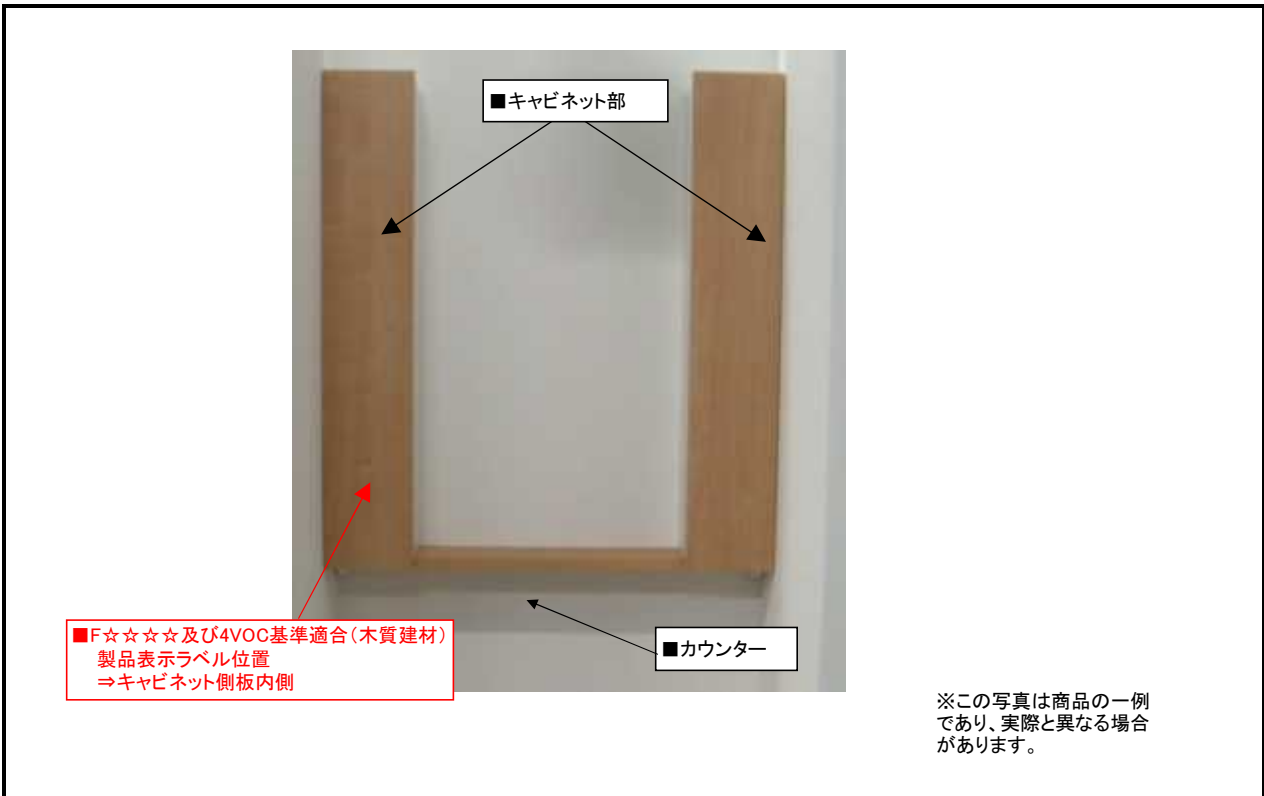 ■キャビネット部
■F☆☆☆☆及び4VOC基準適合(木質建材)
製品表示ラベル位置
⇒キャビネット側板内側
■カウンター
※この写真は商品の一例
であり、実際と異なる場合
があります。